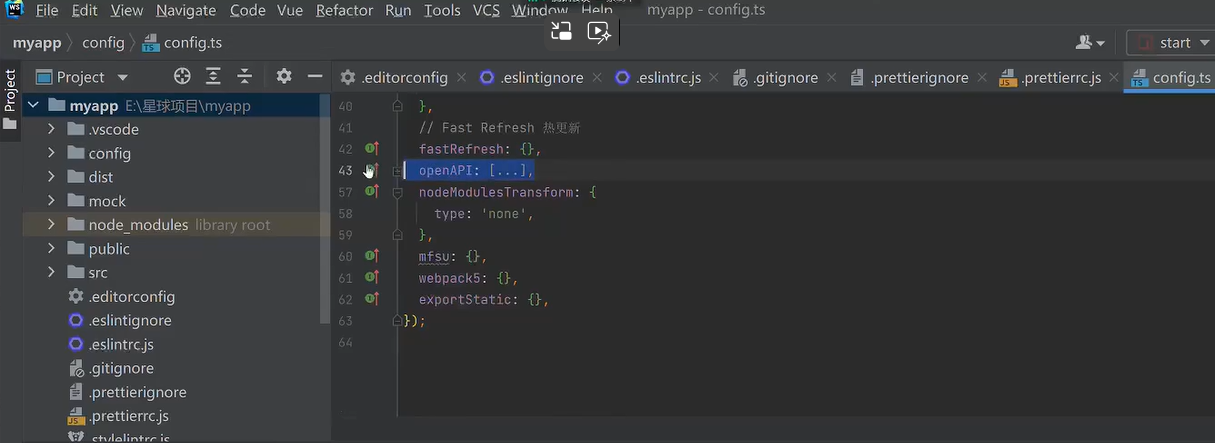 File Edit View Navigate Code Vue Refactor Run Tools VCS Window Help myapp - config.ts
myapp config config.ts
start
Project
Project
.editorconfig .eslintignore .eslintrc.js .gitignore .prettierignore .prettierrc.js config.ts
myapp E:\星球项目\myapp
.vscode
config
dist
mock
node_modules library root
public
src
.editorconfig
.eslintignore
.eslintrc.js
.gitignore
.prettierignore
.prettierrc.js
.stylelintrc.js
40 },
41 // Fast Refresh 热更新
42 fastRefresh: {},
43 openAPI: [...],
57 nodeModulesTransform: {
58 type: 'none',
59 },
60 mfsu: {},
61 webpack5: {},
62 exportStatic: {},
63 });
64